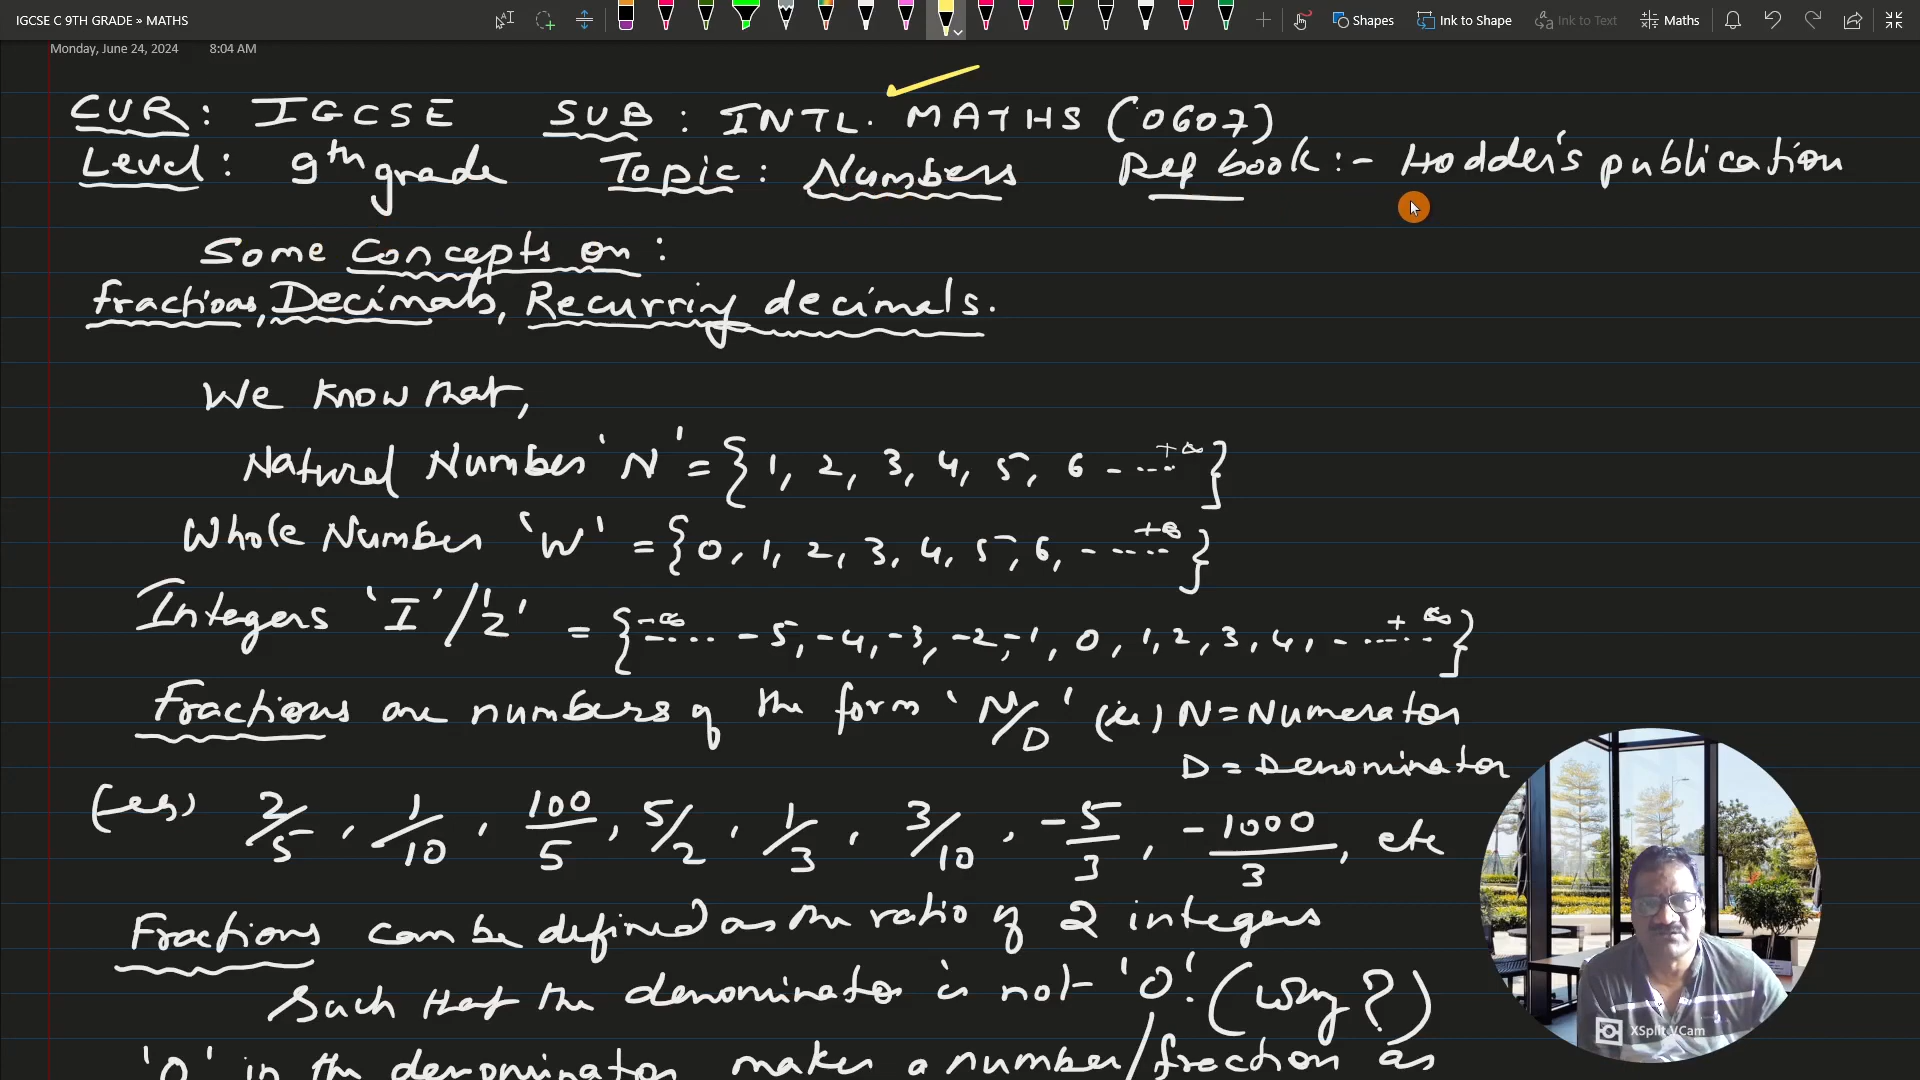 IGCSE C 9TH GRADE » MATHS
Shapes Ink to Shape Ink to Text Maths
Monday, June 24, 2024 8:04 AM
CUR : IGCSE SUB : INTL. MATHS (0607)
Level : 9th grade Topic : Numbers Ref book :- Hodder's publication
Some Concepts on :
Fractions, Decimals, Recurring decimals.
We know that,
Natural Number 'N' = { 1, 2, 3, 4, 5, 6 - ..... +∞ }
Whole Number 'W' = { 0, 1, 2, 3, 4, 5, 6, ...... +∞ }
Integers 'I'/'Z' = { -∞ ..... -5, -4, -3, -2, -1, 0, 1, 2, 3, 4, ...... +∞ }
Fractions are numbers of the form 'N/D' (ie) N = Numerator
D = Denominator
(eg) 2/5, 1/10, 100/5, 5/2, 1/3, 3/10, -5/3, -1000/3, etc
Fractions can be defined as the ratio of 2 integers
Such that the denominator is not '0'. (Why?)
'0' in the denominator makes a number/fraction as
XSplit VCam